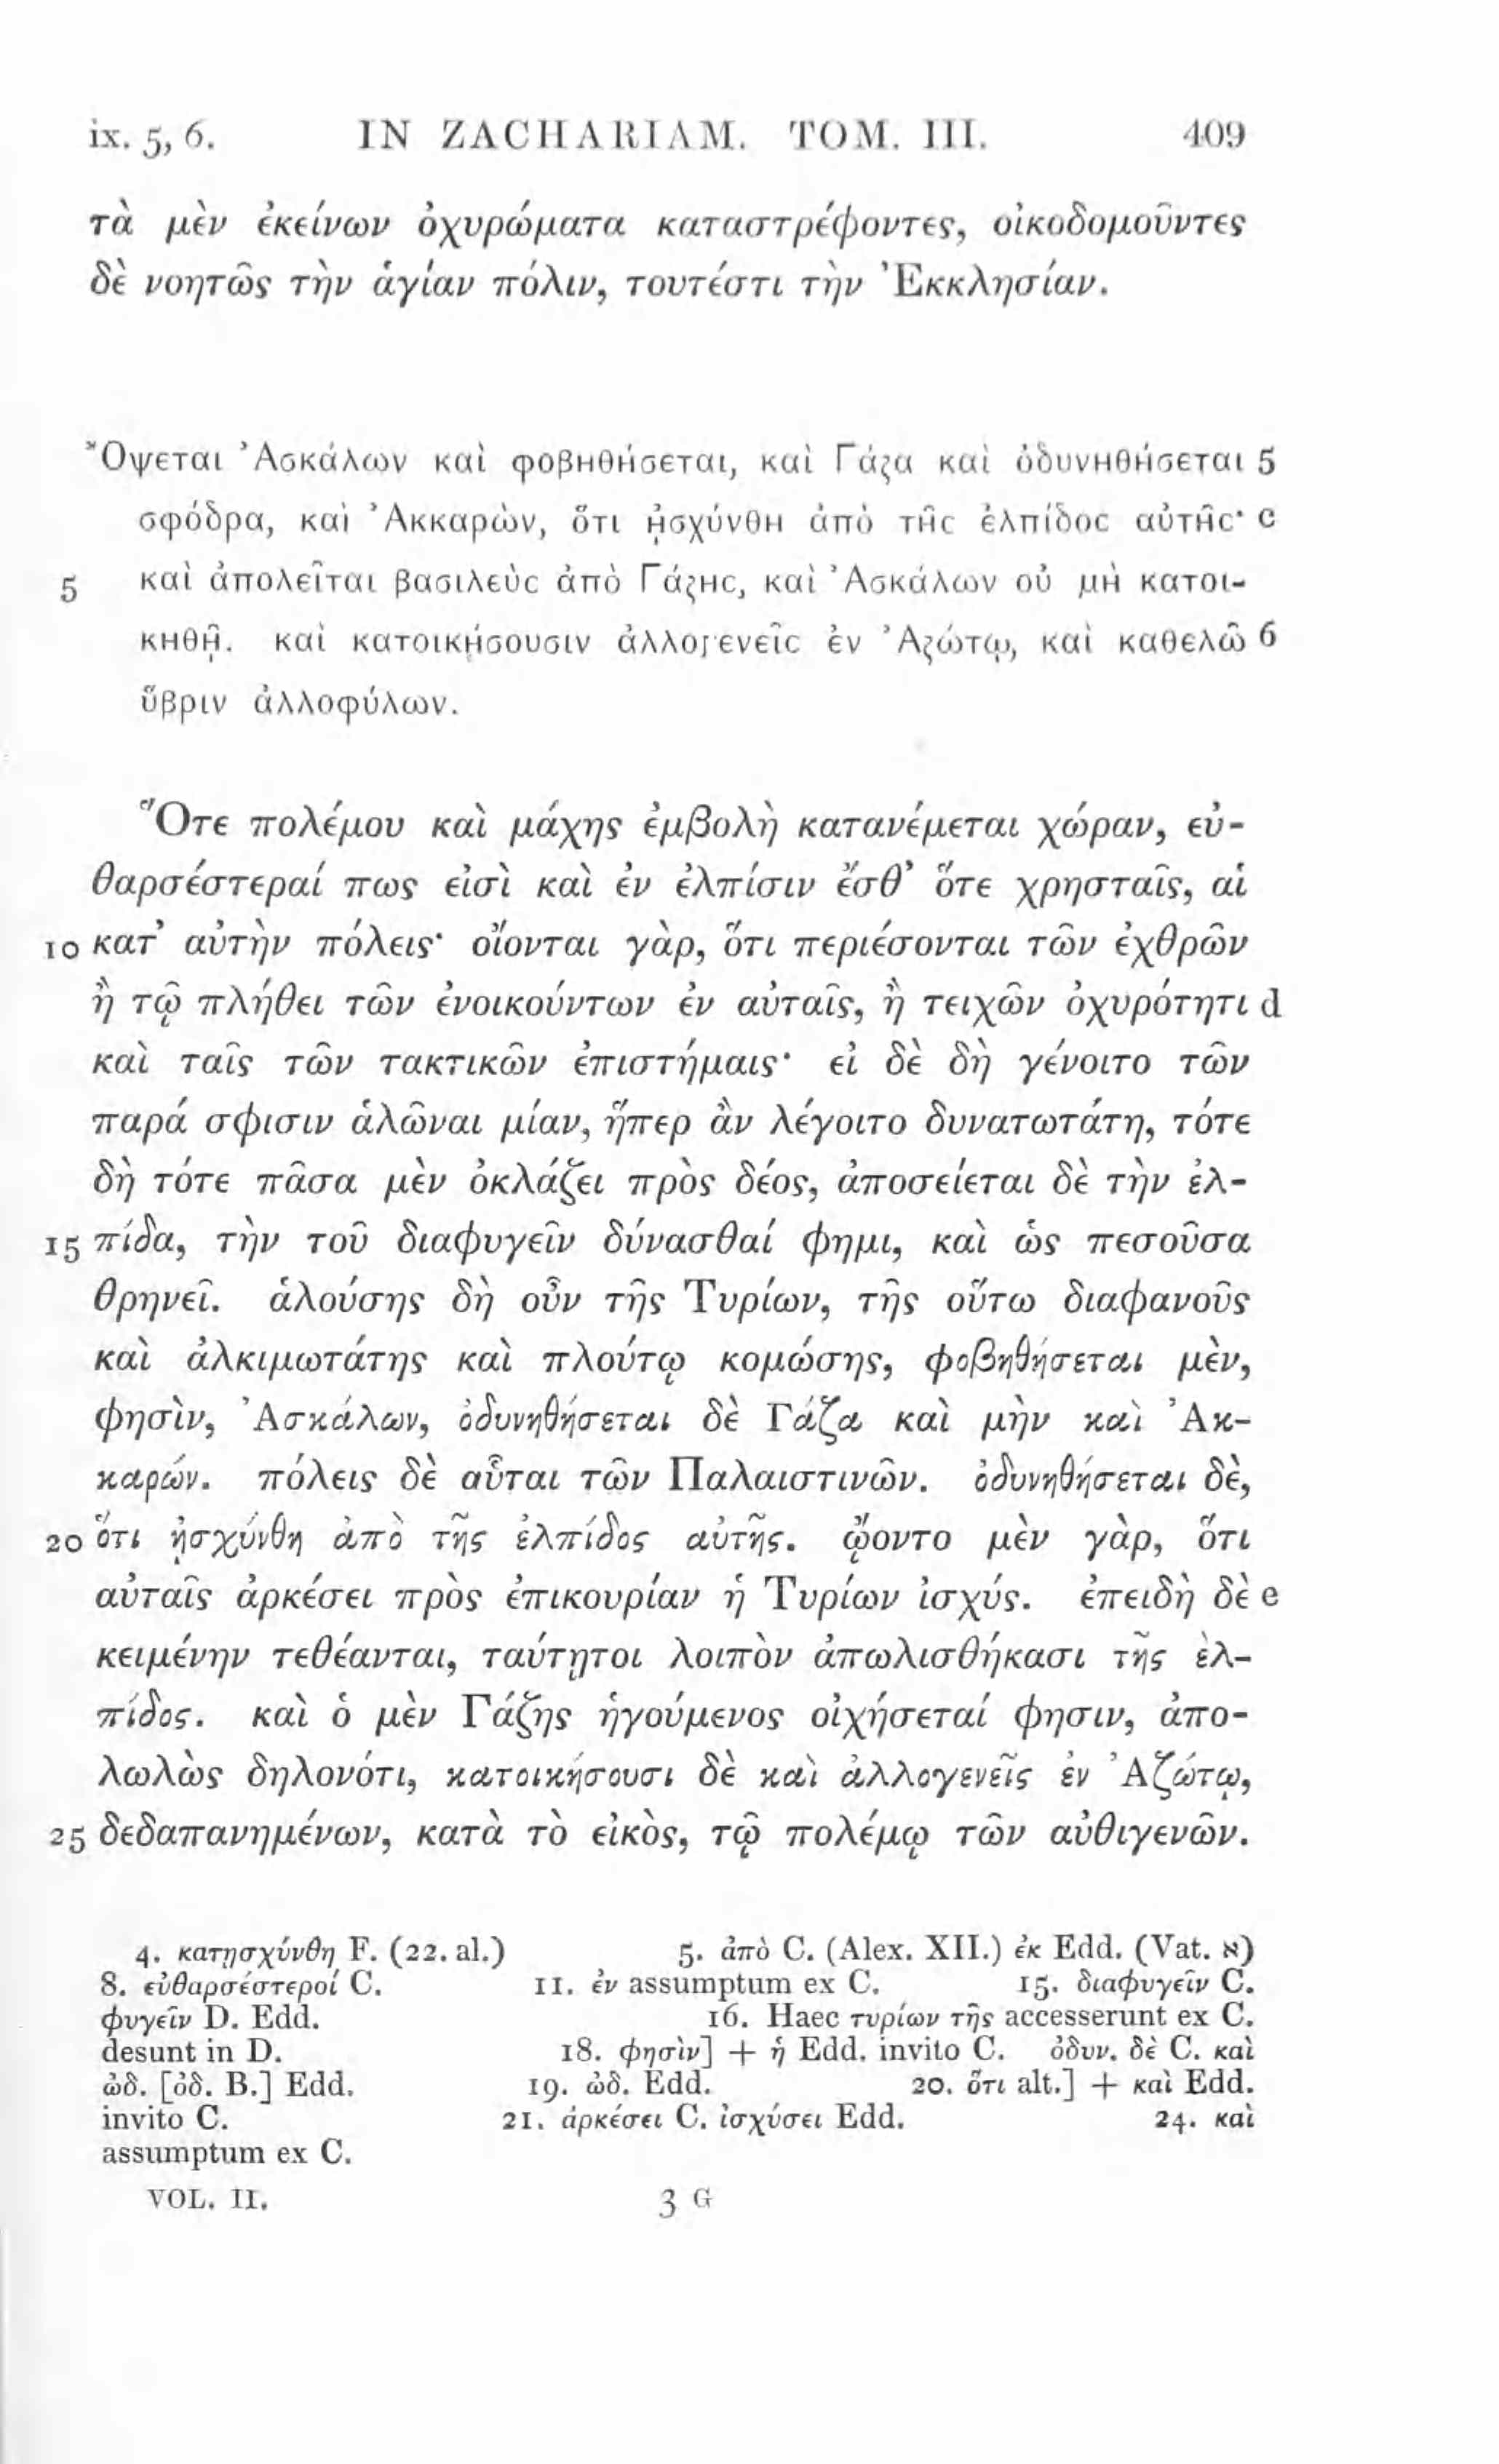 ix. 5, 6. IN ZACHARIAM. TOM. III. 409
τὰ μὲν ἐκείνων ὀχυρώματα καταστρέφοντες, οἰκοδομοῦντες
δὲ νοητῶς τὴν ἁγίαν πόλιν, τουτέστι τὴν Ἐκκλησίαν.
Ὄψεται Ἀσκάλων καὶ φοβηθήσεται, καὶ Γάζα καὶ ὀδυνηθήσεται 5
σφόδρα, καὶ Ἀκκαρὼν, ὅτι ᾐσχύνθη ἀπὸ τῆς ἐλπίδος αὐτῆς· c
5 καὶ ἀπολεῖται βασιλεὺς ἀπὸ Γάζης, καὶ Ἀσκάλων οὐ μὴ κατοι-
κηθῇ. καὶ κατοικήσουσιν ἀλλογενεῖς ἐν Ἀζώτῳ, καὶ καθελῶ 6
ὕβριν ἀλλοφύλων.
Ὅτε πολέμου καὶ μάχης ἐμβολὴ κατανέμεται χώραν, εὐ-
θαρσέστεραί πως εἰσὶ καὶ ἐν ἐλπίσιν ἔσθ’ ὅτε χρησταῖς, αἱ
10 κατ’ αὐτὴν πόλεις· οἴονται γὰρ, ὅτι περιέσονται τῶν ἐχθρῶν
ἢ τῷ πλήθει τῶν ἐνοικούντων ἐν αὐταῖς, ἢ τειχῶν ὀχυρότητι d
καὶ ταῖς τῶν τακτικῶν ἐπιστήμαις· εἰ δὲ δὴ γένοιτο τῶν
παρά σφισιν ἁλῶναι μίαν, ἥπερ ἂν λέγοιτο δυνατωτάτη, τότε
δὴ τότε πᾶσα μὲν ὀκλάζει πρὸς δέος, ἀποσείεται δὲ τὴν ἐλ-
15 πίδα, τὴν τοῦ διαφυγεῖν δύνασθαί φημι, καὶ ὡς πεσοῦσα
θρηνεῖ. ἁλούσης δὴ οὖν τῆς Τυρίων, τῆς οὕτω διαφανοῦς
καὶ ἀλκιμωτάτης καὶ πλούτῳ κομώσης, φοβηθήσεται μὲν,
φησὶν, Ἀσκάλων, ὀδυνηθήσεται δὲ Γάζα καὶ μὴν καὶ Ἀκ-
καρών. πόλεις δὲ αὗται τῶν Παλαιστινῶν. ὀδυνηθήσεται δὲ,
20 ὅτι ᾐσχύνθη ἀπὸ τῆς ἐλπίδος αὐτῆς. ᾤοντο μὲν γὰρ, ὅτι
αὐταῖς ἀρκέσει πρὸς ἐπικουρίαν ἡ Τυρίων ἰσχύς. ἐπειδὴ δὲ e
κειμένην τεθέανται, ταύτῃτοι λοιπὸν ἀπωλισθήκασι τῆς ἐλ-
πίδος. καὶ ὁ μὲν Γάζης ἡγούμενος οἰχήσεταί φησιν, ἀπο-
λωλὼς δηλονότι, κατοικήσουσι δὲ καὶ ἀλλογενεῖς ἐν Ἀζώτῳ,
25 δεδαπανημένων, κατὰ τὸ εἰκὸς, τῷ πολέμῳ τῶν αὐθιγενῶν.
4. κατῃσχύνθη F. (22. al.) 5. ἀπὸ C. (Alex. XII.) ἐκ Edd. (Vat. א)
8. εὐθαρσέστεροί C. 11. ἐν assumptum ex C. 15. διαφυγεῖν C.
φυγεῖν D. Edd. 16. Haec τυρίων τῆς accesserunt ex C.
desunt in D. 18. φησὶν] + ἡ Edd. invito C. ὀδυν. δὲ C. καὶ
ὠδ. [ὀδ. B.] Edd. 19. ὠδ. Edd. 20. ὅτι alt.] + καὶ Edd.
invito C. 21. ἀρκέσει C. ἰσχύσει Edd. 24. καὶ
assumptum ex C.
VOL. II. 3 G